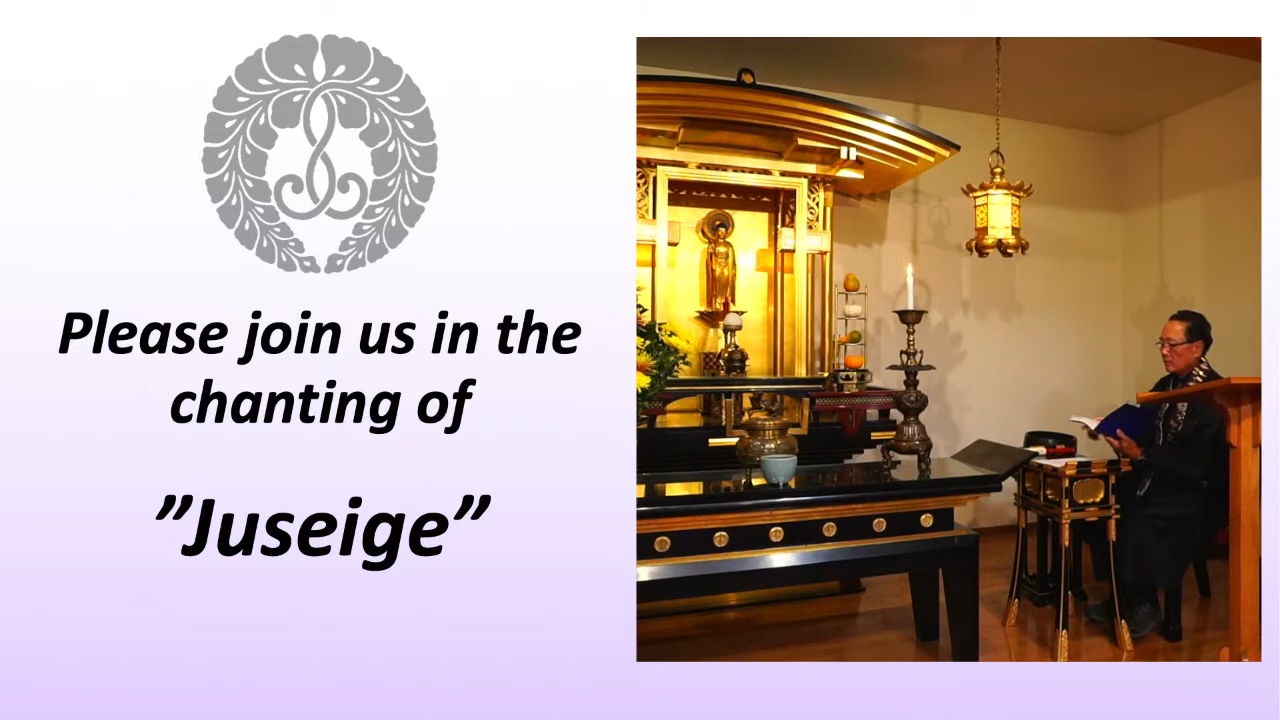 Please join us in the
chanting of
”Juseige”